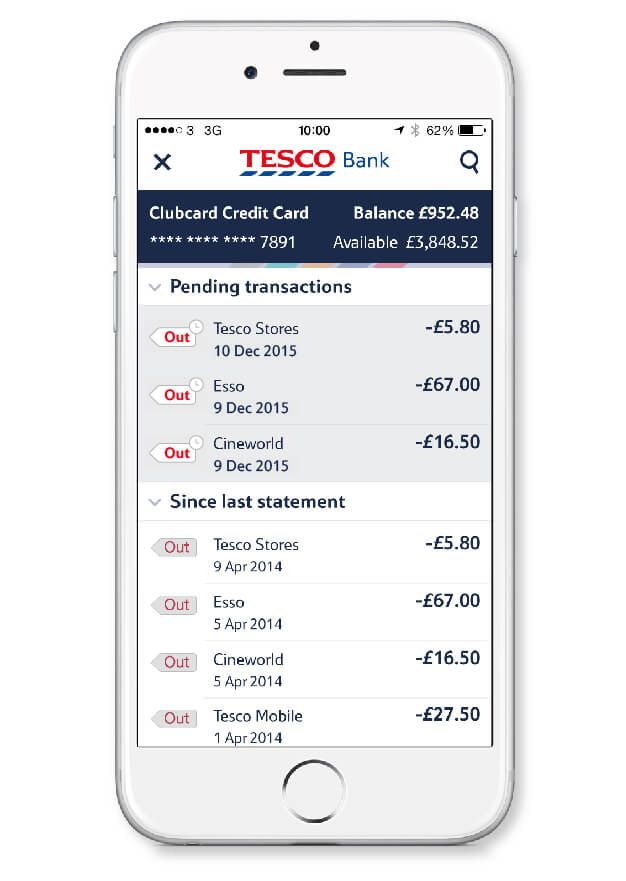 3 3G 10:00 62%
TESCO Bank
Clubcard Credit Card Balance £952.48
**** **** **** 7891 Available £3,848.52
Pending transactions
Out Tesco Stores -£5.80
10 Dec 2015
Out Esso -£67.00
9 Dec 2015
Out Cineworld -£16.50
9 Dec 2015
Since last statement
Out Tesco Stores -£5.80
9 Apr 2014
Out Esso -£67.00
5 Apr 2014
Out Cineworld -£16.50
5 Apr 2014
Out Tesco Mobile -£27.50
1 Apr 2014